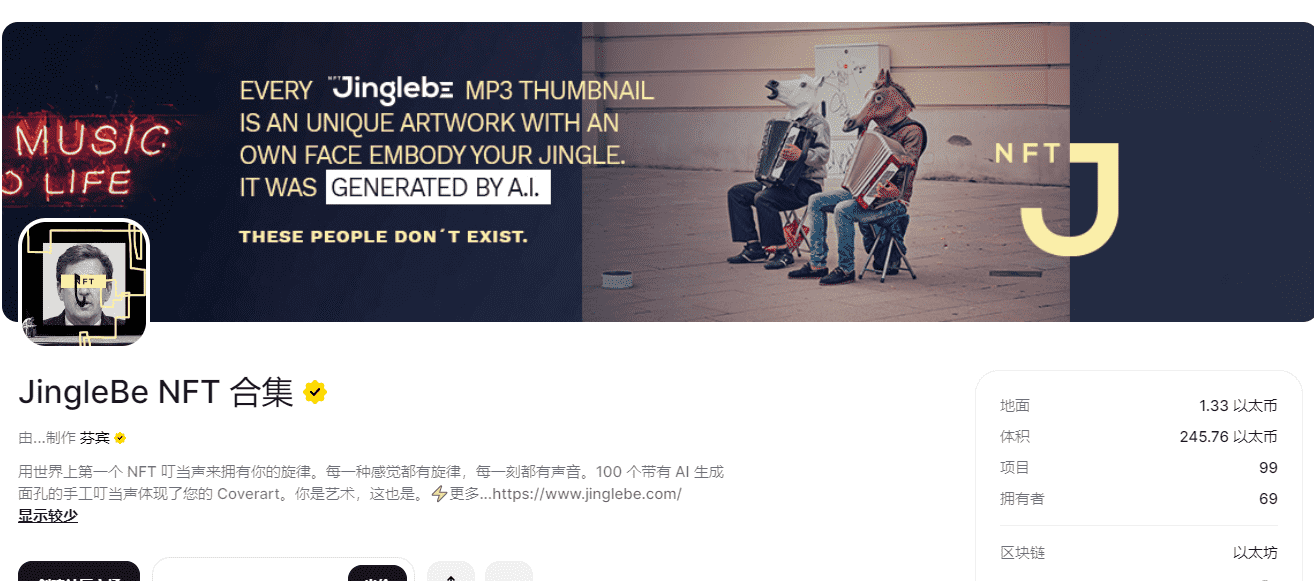 EVERY NFT Jinglebe MP3 THUMBNAIL
IS AN UNIQUE ARTWORK WITH AN
OWN FACE EMBODY YOUR JINGLE.
IT WAS GENERATED BY A.I.
THESE PEOPLE DON´T EXIST.
MUSIC
O LIFE
NFT
J
NFT
JingleBe NFT 合集
由...制作 芬宾
用世界上第一个 NFT 叮当声来拥有你的旋律。每一种感觉都有旋律，每一刻都有声音。100 个带有 AI 生成
面孔的手工叮当声体现了您的 Coverart。你是艺术，这也是。⚡更多...https://www.jinglebe.com/
显示较少
地面 1.33 以太币
体积 245.76 以太币
项目 99
拥有者 69
区块链 以太坊